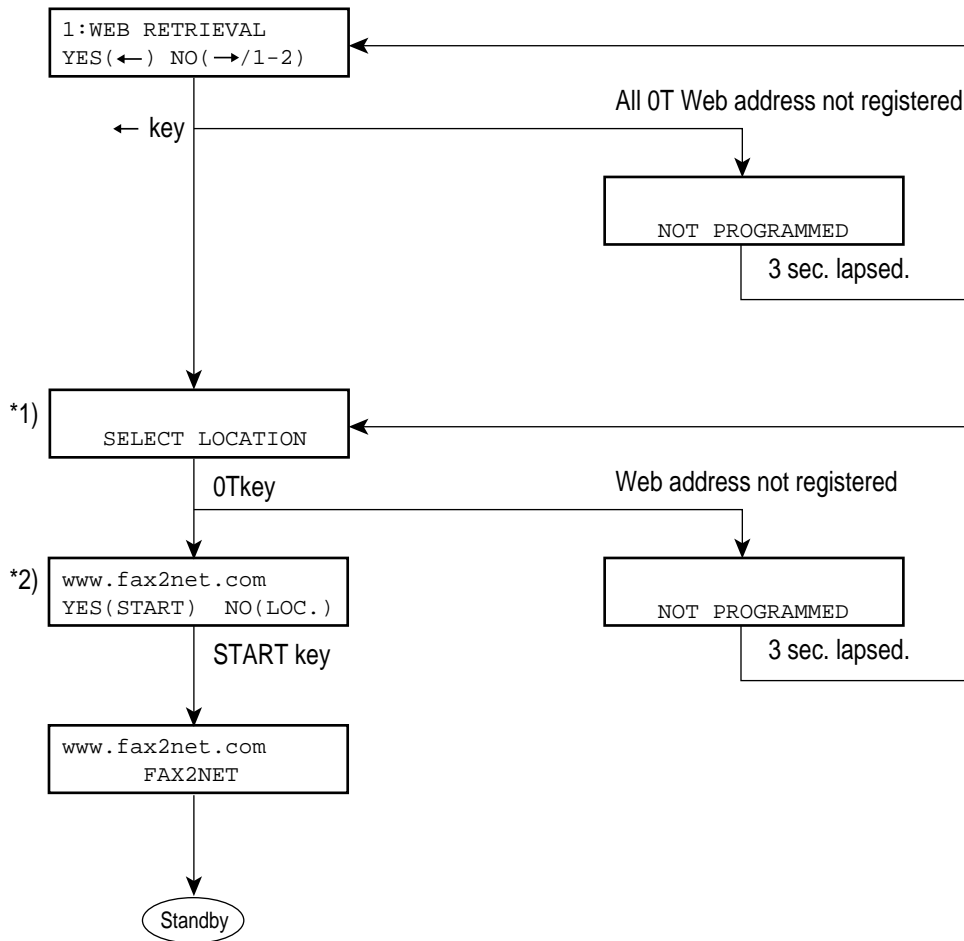 1:WEB RETRIEVAL
YES(←) NO(→/1-2)
All 0T Web address not registered
← key
NOT PROGRAMMED
3 sec. lapsed.
*1)
SELECT LOCATION
0Tkey
Web address not registered
*2)
www.fax2net.com
YES(START) NO(LOC.)
NOT PROGRAMMED
START key
3 sec. lapsed.
www.fax2net.com
FAX2NET
Standby